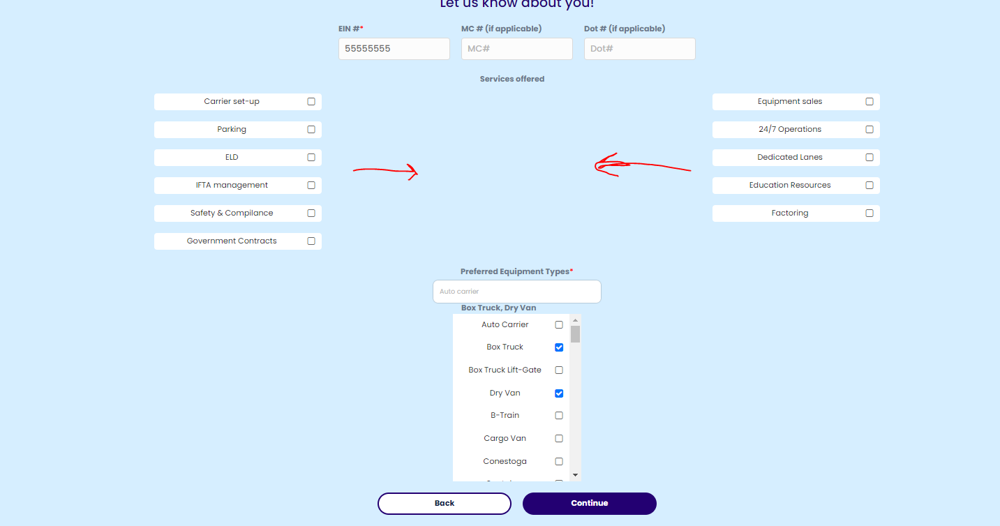 Let us know about you!
EIN #*
MC # (if applicable)
Dot # (if applicable)
55555555
MC#
Dot#
Services offered
Carrier set-up
Equipment sales
Parking
24/7 Operations
ELD
Dedicated Lanes
IFTA management
Education Resources
Safety & Compilance
Factoring
Government Contracts
Preferred Equipment Types*
Auto carrier
Box Truck, Dry Van
Auto Carrier
Box Truck
Box Truck Lift-Gate
Dry Van
B-Train
Cargo Van
Conestoga
Back
Continue